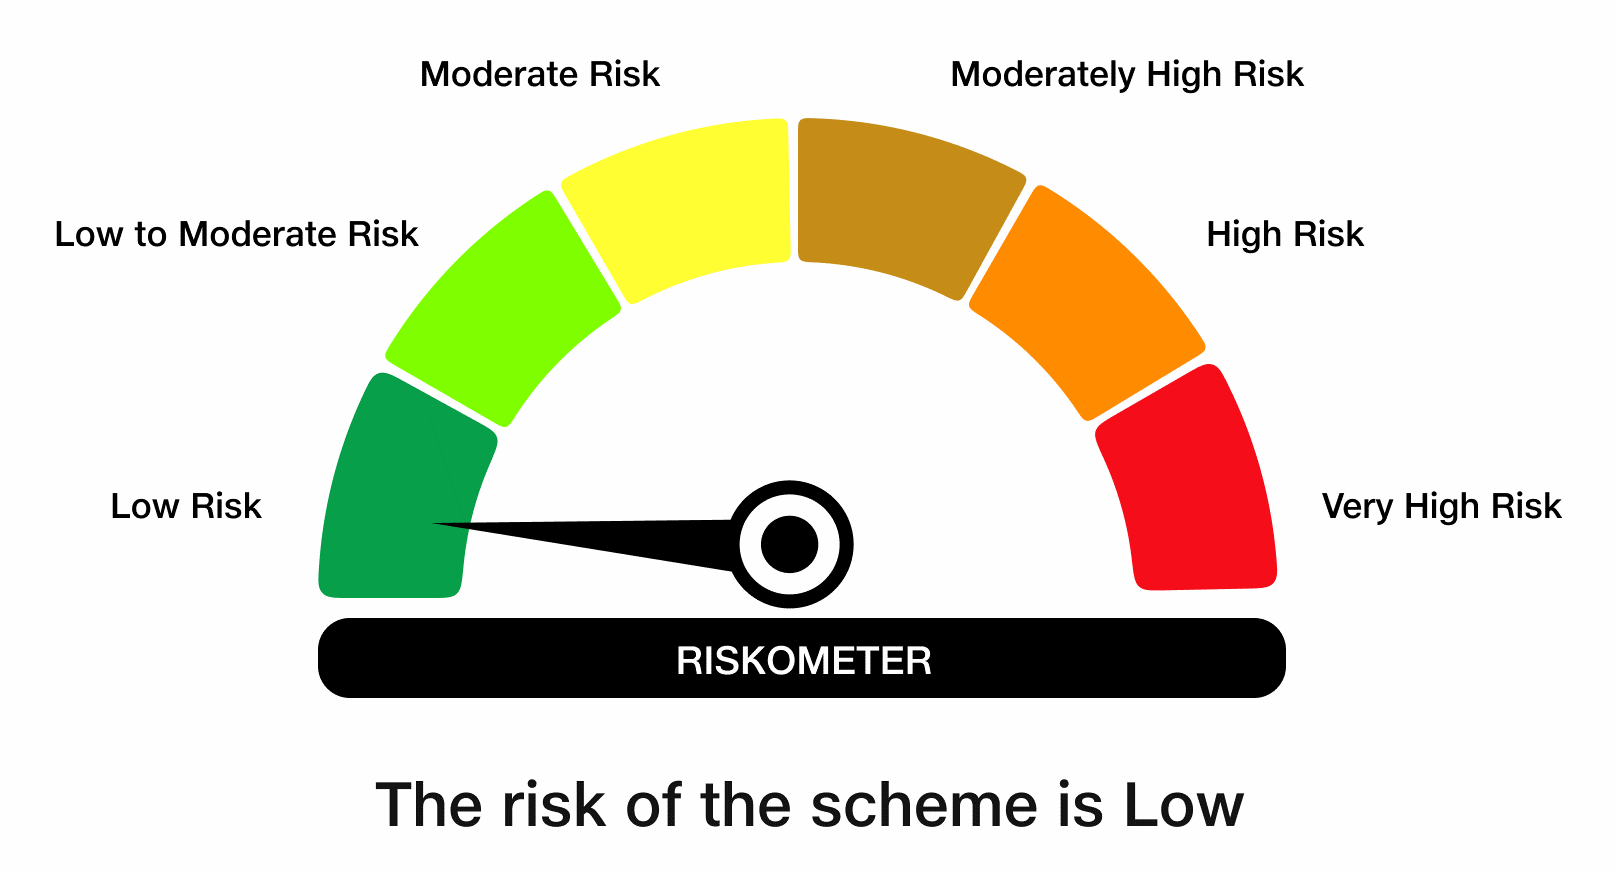 Moderate Risk
Moderately High Risk
Low to Moderate Risk
High Risk
Low Risk
Very High Risk
RISKOMETER
The risk of the scheme is Low